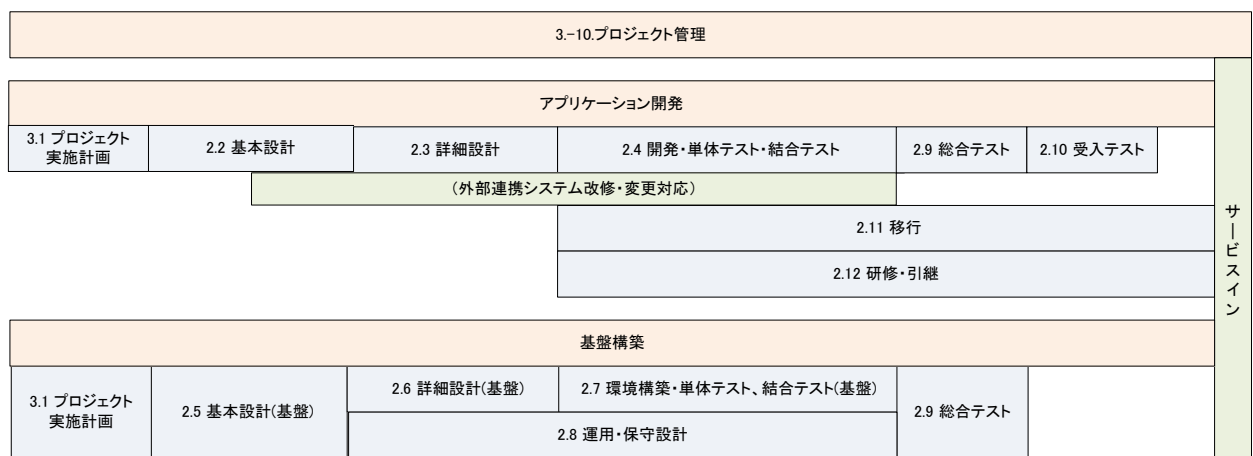 3.-10.プロジェクト管理
アプリケーション開発
3.1 プロジェクト
実施計画
2.2 基本設計
2.3 詳細設計
2.4 開発・単体テスト・結合テスト
2.9 総合テスト
2.10 受入テスト
(外部連携システム改修・変更対応)
2.11 移行
2.12 研修・引継
サービスイン
基盤構築
3.1 プロジェクト
実施計画
2.5 基本設計(基盤)
2.6 詳細設計(基盤)
2.7 環境構築・単体テスト、結合テスト(基盤)
2.8 運用・保守設計
2.9 総合テスト